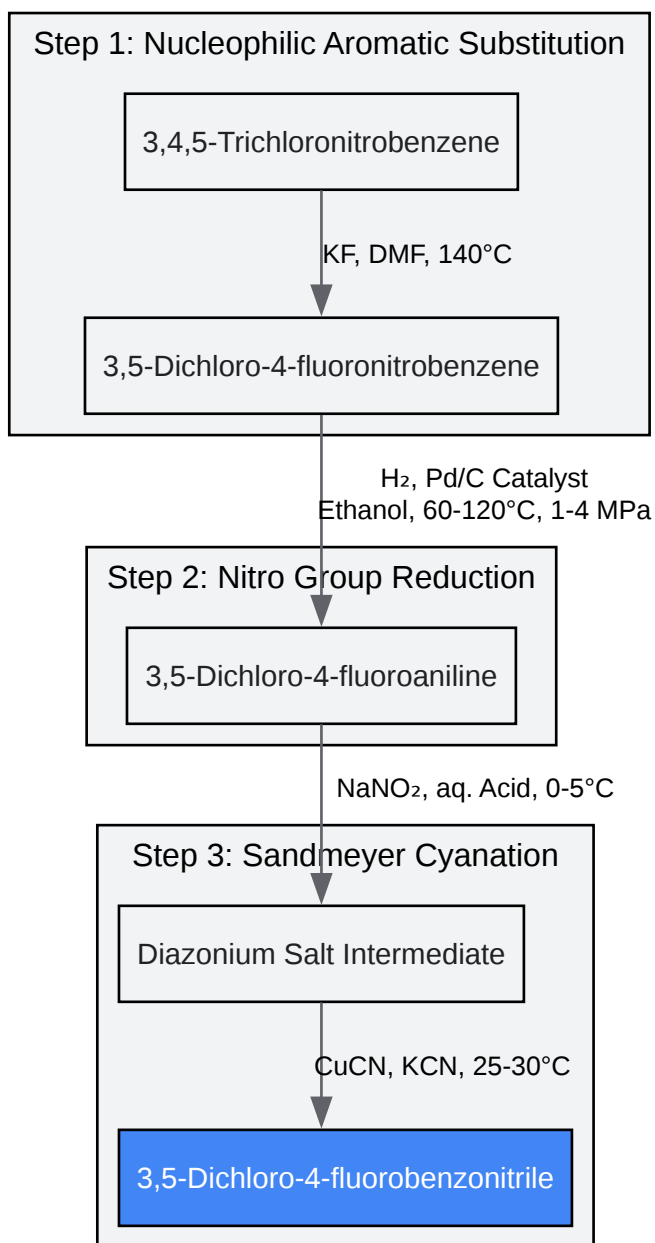 Step 1: Nucleophilic Aromatic Substitution
3,4,5-Trichloronitrobenzene
KF, DMF, 140°C
3,5-Dichloro-4-fluoronitrobenzene
H₂, Pd/C Catalyst
Ethanol, 60-120°C, 1-4 MPa
Step 2: Nitro Group Reduction
3,5-Dichloro-4-fluoroaniline
NaNO₂, aq. Acid, 0-5°C
Step 3: Sandmeyer Cyanation
Diazonium Salt Intermediate
CuCN, KCN, 25-30°C
3,5-Dichloro-4-fluorobenzonitrile